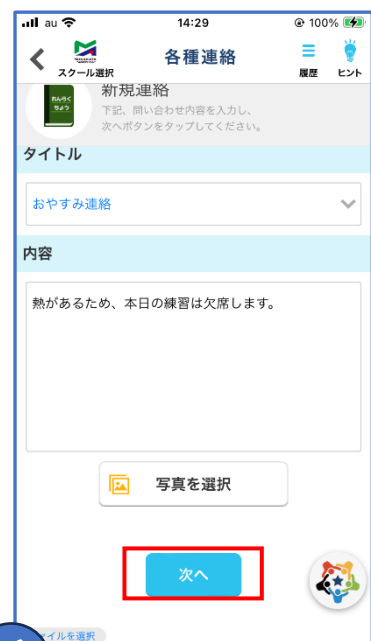 au
14:29
100%
スクール選択
各種連絡
履歴
ヒント
れんらく
ちょう
新規連絡
下記、問い合わせ内容を入力し、
次へボタンをタップしてください。
タイトル
おやすみ連絡
内容
熱があるため、本日の練習は欠席します。
写真を選択
次へ
イルを選択